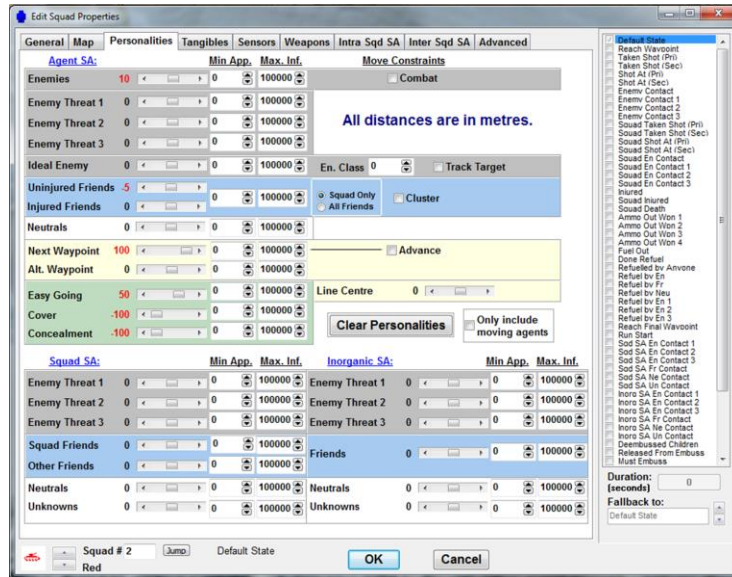 Edit Squad Properties
General Map Personalities Tangibles Sensors Weapons Intra Sqd SA Inter Sqd SA Advanced
Agent SA: Min App. Max. Inf. Move Constraints
Enemies 10 0 100000 Combat
Enemy Threat 1 0 0 100000
Enemy Threat 2 0 0 100000
Enemy Threat 3 0 0 100000
All distances are in metres.
Ideal Enemy 0 0 100000 En. Class 0 Track Target
Uninjured Friends -5
Injured Friends 0
0 100000
Squad Only
All Friends
Cluster
Neutrals 0 0 100000
Next Waypoint 100 Advance
Alt. Waypoint 0 0 100000
Easy Going 50 0 100000 Line Centre 0
Cover -100 0 100000
Concealment -100 0 100000
Clear Personalities
Only include
moving agents
Squad SA: Min App. Max. Inf. Inorganic SA: Min App. Max. Inf.
Enemy Threat 1 0 0 100000 Enemy Threat 1 0 0 100000
Enemy Threat 2 0 0 100000 Enemy Threat 2 0 0 100000
Enemy Threat 3 0 0 100000 Enemy Threat 3 0 0 100000
Squad Friends 0 0 100000
Other Friends 0 0 100000
Friends 0 0 100000
Neutrals 0 0 100000 Neutrals 0 0 100000
Unknowns 0 0 100000 Unknowns 0 0 100000
Default State
Reach Waypoint
Taken Shot (Pri)
Taken Shot (Sec)
Shot At (Pri)
Shot At (Sec)
Enemy Contact
Enemy Contact 1
Enemy Contact 2
Enemy Contact 3
Squad Taken Shot (Pri)
Squad Taken Shot (Sec)
Squad Shot At (Pri)
Squad Shot At (Sec)
Squad En Contact
Squad En Contact 1
Squad En Contact 2
Squad En Contact 3
Injured
Squad Injured
Squad Death
Ammo Out Wpn 1
Ammo Out Wpn 2
Ammo Out Wpn 3
Ammo Out Wpn 4
Fuel Out
Done Refuel
Refuelled by Anyone
Refuel by En
Refuel by Fr
Refuel by Neu
Refuel by En 1
Refuel by En 2
Refuel by En 3
Reach Final Waypoint
Run Start
Sqd SA En Contact 1
Sqd SA En Contact 2
Sqd SA En Contact 3
Sqd SA Fr Contact
Sqd SA Ne Contact
Sqd SA Un Contact
Inorg SA En Contact 1
Inorg SA En Contact 2
Inorg SA En Contact 3
Inorg SA Fr Contact
Inorg SA Ne Contact
Inorg SA Un Contact
Deembussed Children
Released From Embuss
Must Embuss
Duration:
(seconds)
0
Fallback to:
Default State
Squad # 2 Jump Default State
Red
OK Cancel